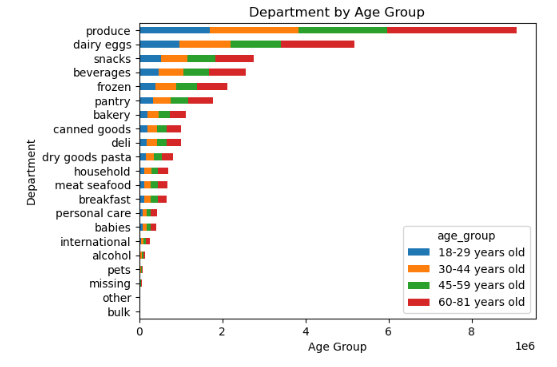 Department by Age Group
Department
produce
dairy eggs
snacks
beverages
frozen
pantry
bakery
canned goods
deli
dry goods pasta
household
meat seafood
breakfast
personal care
babies
international
alcohol
pets
missing
other
bulk
age_group
18-29 years old
30-44 years old
45-59 years old
60-81 years old
0 2 4 6 8
1e6
Age Group